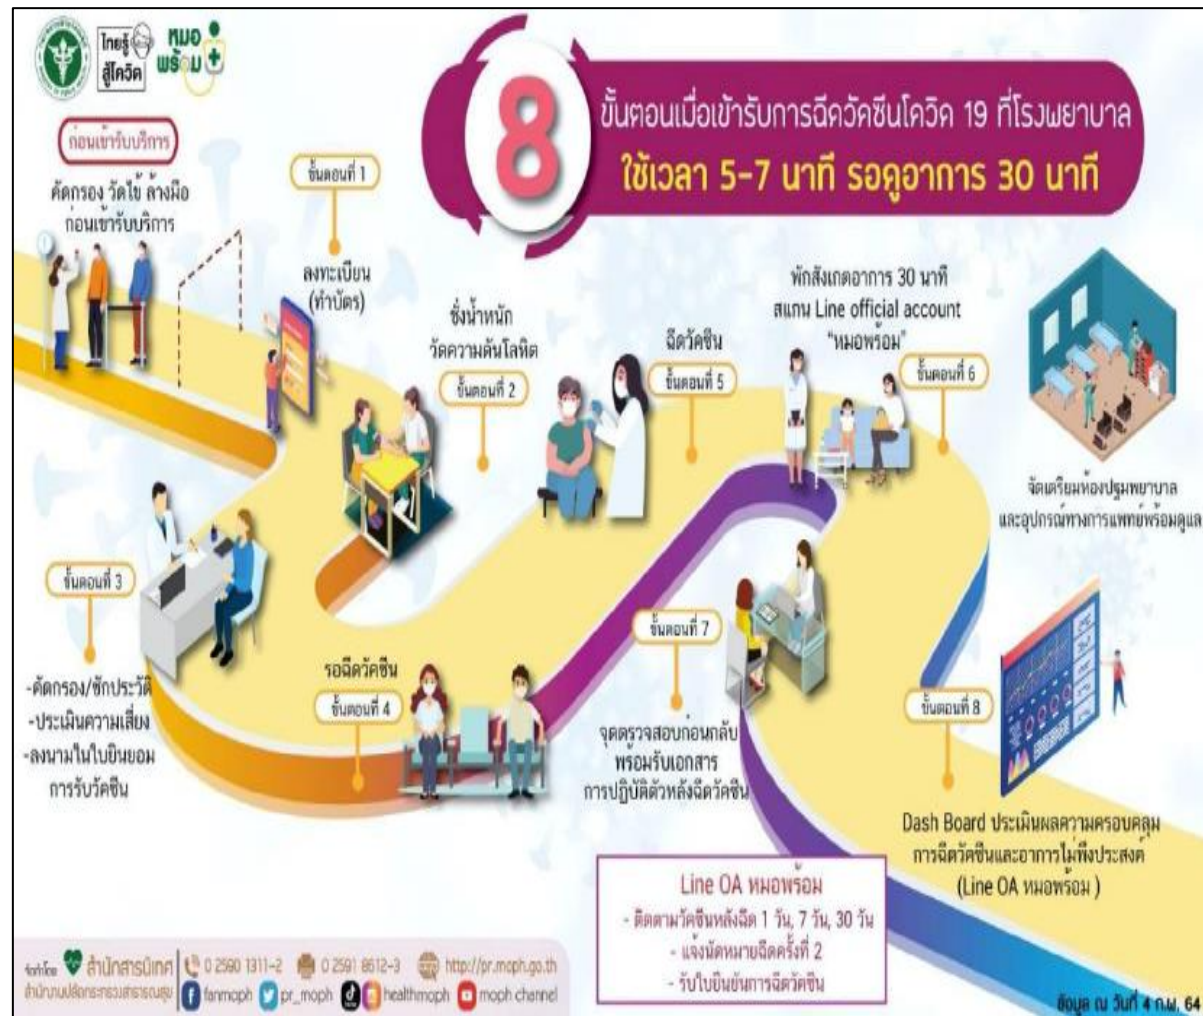 ไทยรู้
สู้โควิด
หมอ
พร้อม
8
ขั้นตอนเมื่อเข้ารับการฉีดวัคซีนโควิด 19 ที่โรงพยาบาล
ใช้เวลา 5-7 นาที รอดูอาการ 30 นาที
ก่อนเข้ารับบริการ
คัดกรอง วัดไข้ ล้างมือ
ก่อนเข้ารับบริการ
ขั้นตอนที่ 1
ลงทะเบียน
(ทำบัตร)
ชั่งน้ำหนัก
วัดความดันโลหิต
ขั้นตอนที่ 2
ขั้นตอนที่ 3
-คัดกรอง/ซักประวัติ
-ประเมินความเสี่ยง
-ลงนามในใบยินยอม
การรับวัคซีน
รอฉีดวัคซีน
ขั้นตอนที่ 4
ฉีดวัคซีน
ขั้นตอนที่ 5
พักสังเกตอาการ 30 นาที
สแกน Line official account
"หมอพร้อม"
ขั้นตอนที่ 6
จัดเตรียมห้องปฐมพยาบาล
และอุปกรณ์ทางการแพทย์พร้อมดูแล
ขั้นตอนที่ 7
จุดตรวจสอบก่อนกลับ
พร้อมรับเอกสาร
การปฏิบัติตัวหลังฉีดวัคซีน
ขั้นตอนที่ 8
Dash Board ประเมินผลความครอบคลุม
การฉีดวัคซีนและอาการไม่พึงประสงค์
(Line OA หมอพร้อม )
Line OA หมอพร้อม
- ติดตามวัคซีนหลังฉีด 1 วัน, 7 วัน, 30 วัน
- แจ้งนัดหมายฉีดครั้งที่ 2
- รับใบยืนยันการฉีดวัคซีน
จัดทำโดย สำนักสารนิเทศ 0 2590 1311-2 0 2591 8612-3 http://pr.moph.go.th
สำนักงานปลัดกระทรวงสาธารณสุข fanmoph pr_moph healthmoph moph channel
ข้อมูล ณ วันที่ 4 ก.พ. 64